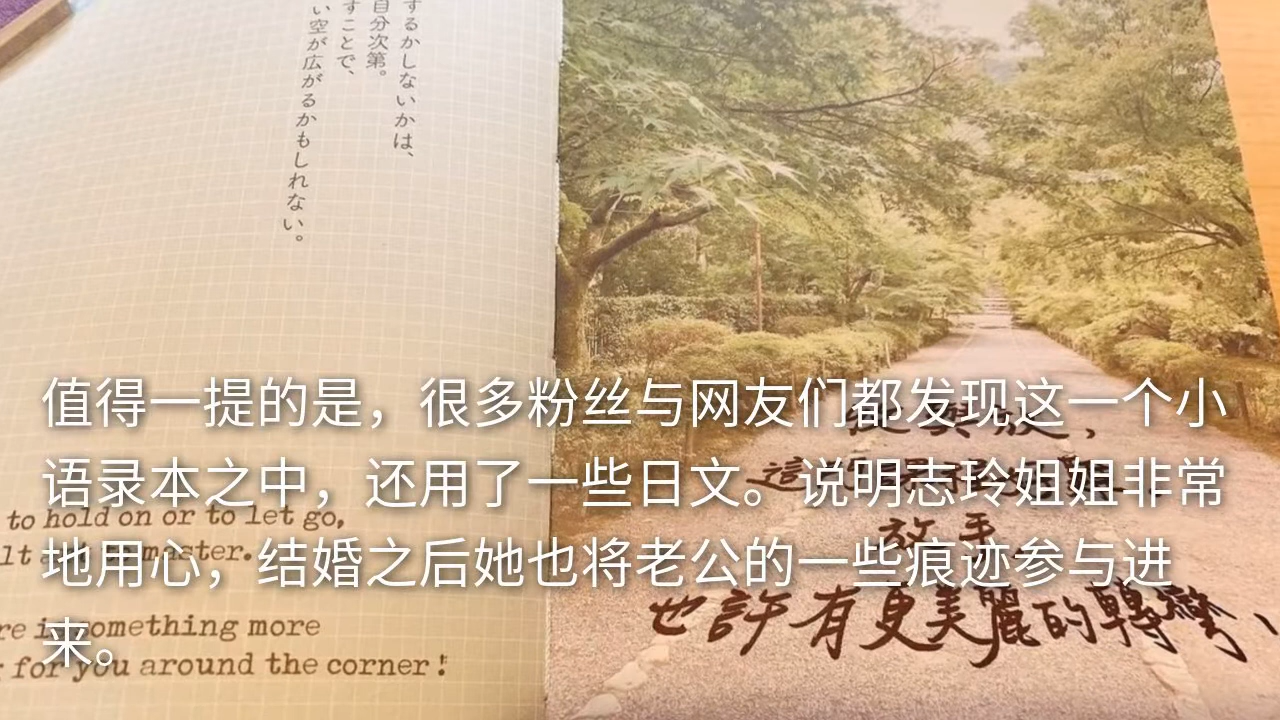 するかしないかは、
自分次第。
すことで、
い空が広がるかもしれない。
值得一提的是，很多粉丝与网友们都发现这一个小
语录本之中，还用了一些日文。说明志玲姐姐非常
地用心，结婚之后她也将老公的一些痕迹参与进
来。
to hold on or to let go,
master.
something more
for you around the corner !
放手，
也許有更美麗的轉彎、